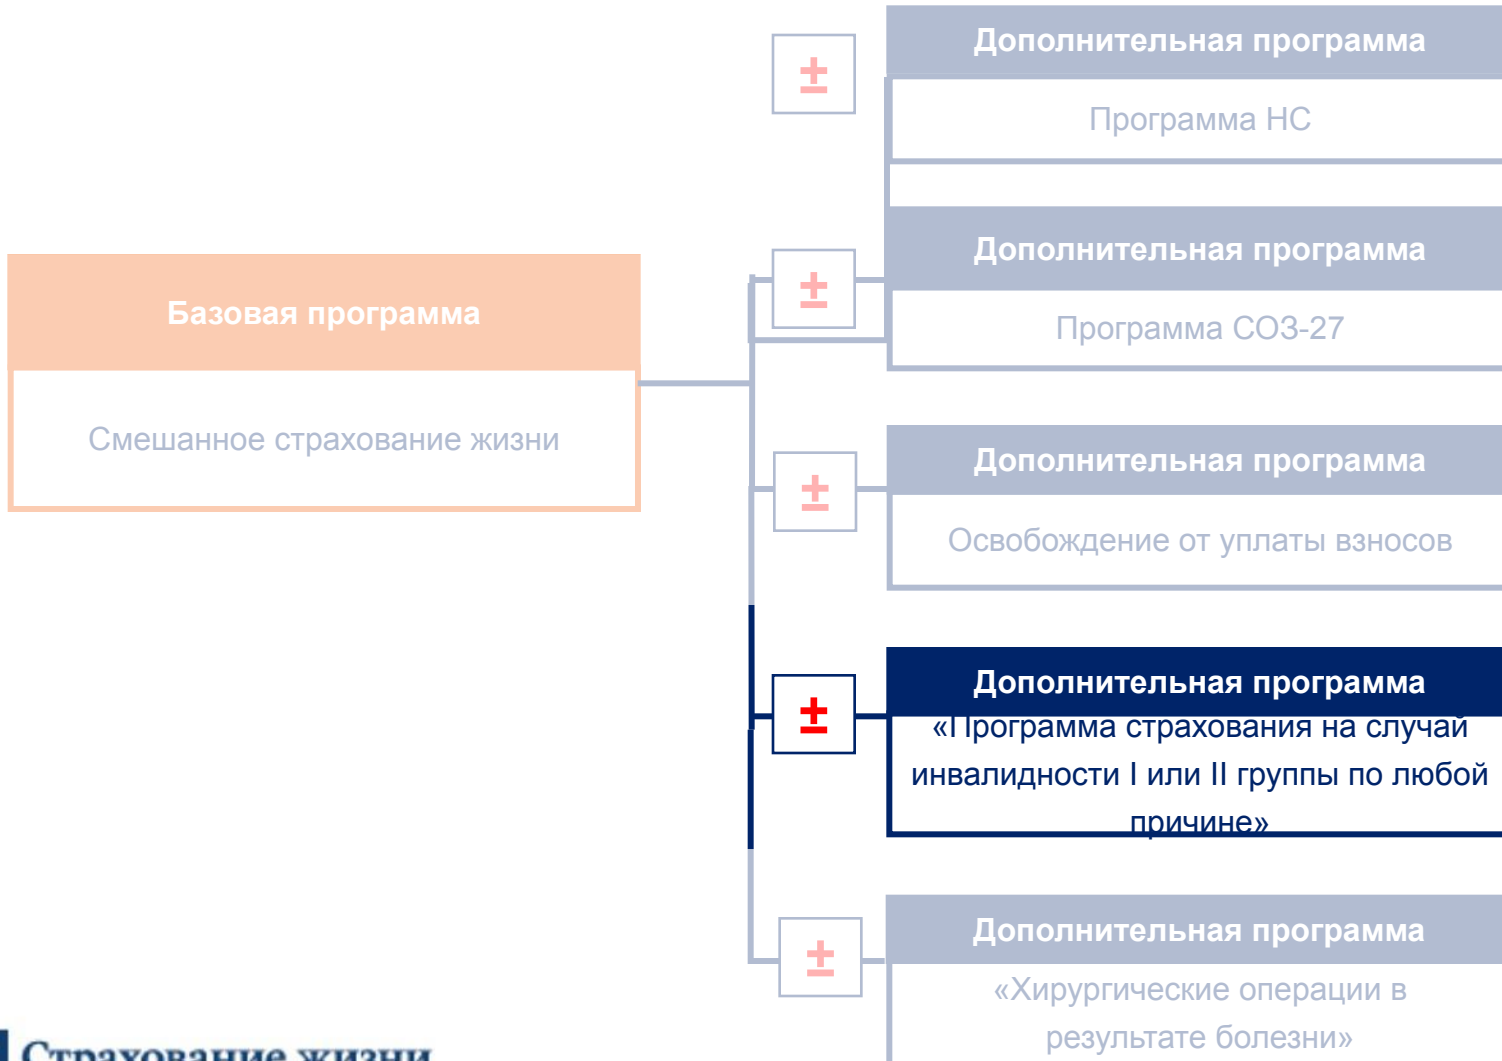 Дополнительная программа
±
Программа НС
Дополнительная программа
±
Программа СОЗ-27
Базовая программа
Смешанное страхование жизни
Дополнительная программа
±
Освобождение от уплаты взносов
Дополнительная программа
±
«Программа страхования на случай
инвалидности I или II группы по любой
причине»
Дополнительная программа
±
«Хирургические операции в
результате болезни»
Страхование жизни